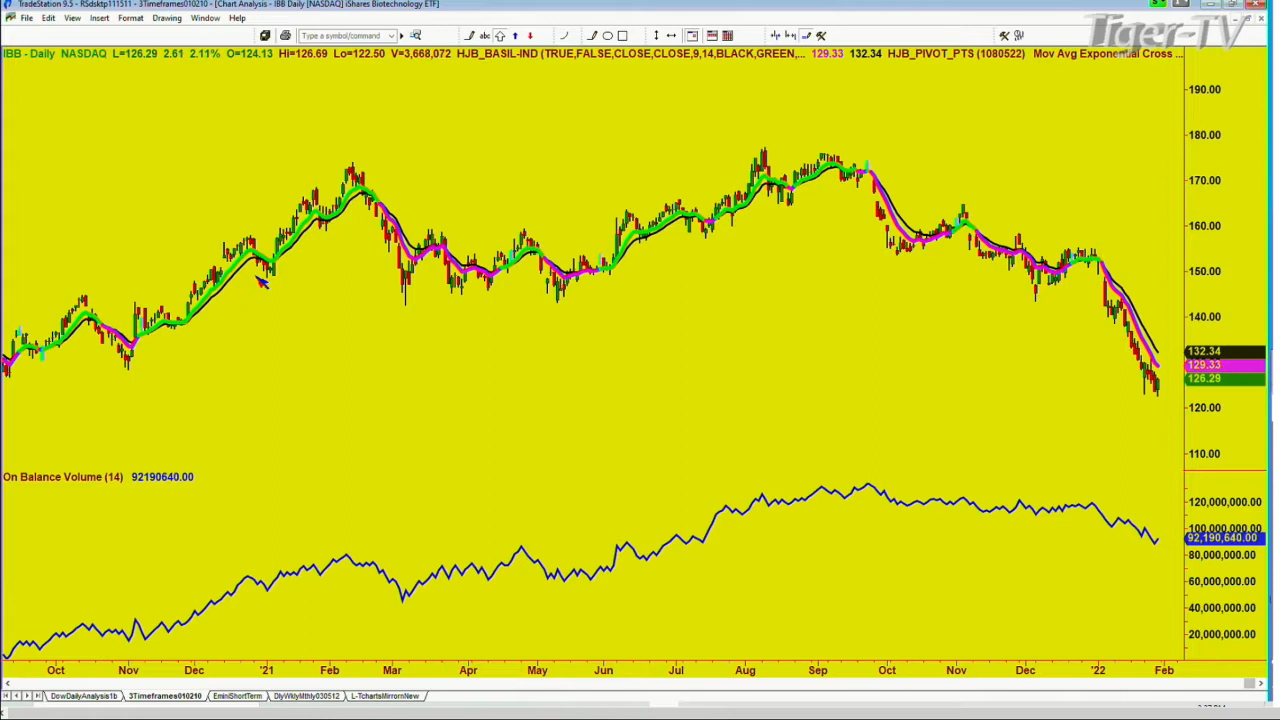 TradeStation 9.5 - RSdsktp111511 - 3Timeframes010210 - [Chart Analysis - IBB Daily [NASDAQ] iShares Biotechnology ETF]
File Edit View Insert Format Drawing Window Help
Tiger-TV
Type a symbol/command
abc
IBB - Daily NASDAQ L=126.29 2.61 2.11% O=124.13 Hi=126.69 Lo=122.50 V=3,668,072 HJB_BASIL-IND (TRUE,FALSE,CLOSE,CLOSE,9,14,BLACK,GREEN,... 129.33 132.34 HJB_PIVOT_PTS (1080522) Mov Avg Exponential Cross ...
190.00
180.00
170.00
160.00
150.00
140.00
132.34
129.33
126.29
120.00
110.00
On Balance Volume (14) 92190640.00
120,000,000.00
100,000,000.00
92,190,640.00
80,000,000.00
60,000,000.00
40,000,000.00
20,000,000.00
Oct Nov Dec '21 Feb Mar Apr May Jun Jul Aug Sep Oct Nov Dec '22 Feb
DowDailyAnalysis1b 3Timeframes010210 EminiShortTerm DlyWklyMthly030512 L-TchartsMirrornNew